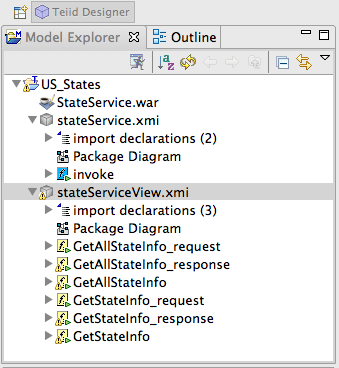 Teiid Designer
Model Explorer
Outline
US_States
StateService.war
stateService.xmi
import declarations (2)
Package Diagram
invoke
stateServiceView.xmi
import declarations (3)
Package Diagram
GetAllStateInfo_request
GetAllStateInfo_response
GetAllStateInfo
GetStateInfo_request
GetStateInfo_response
GetStateInfo